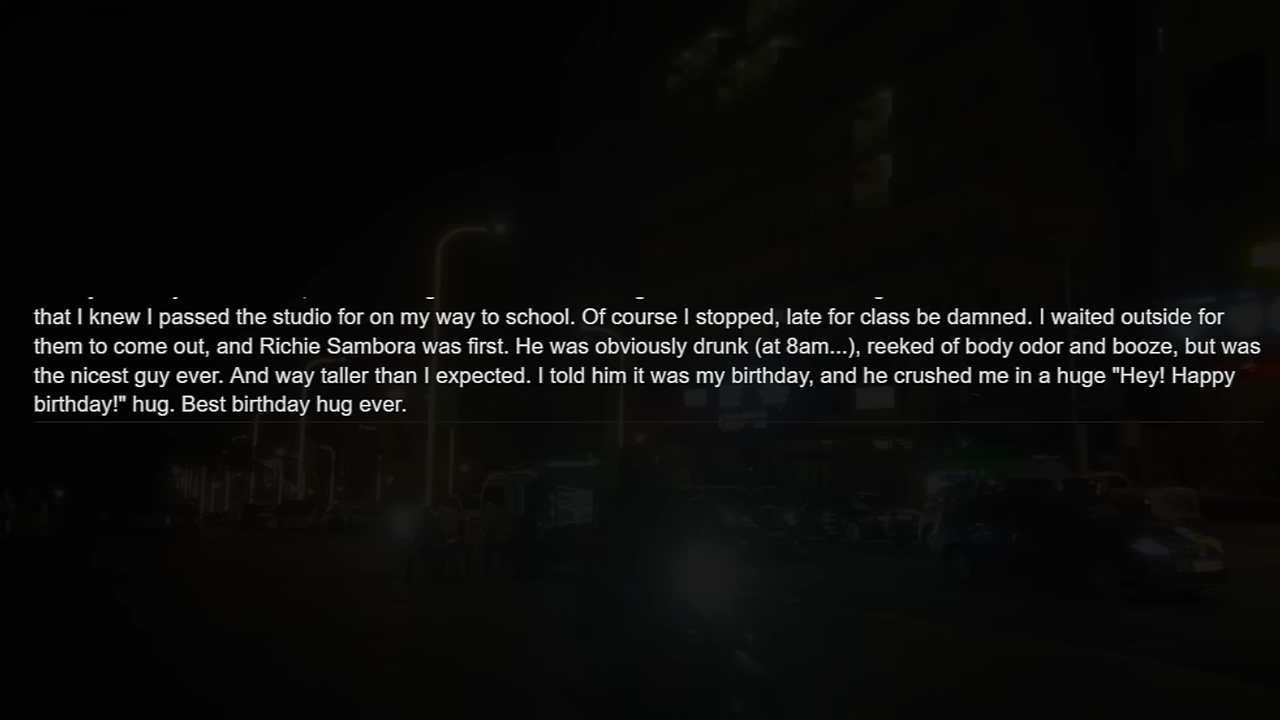 that I knew I passed the studio for on my way to school. Of course I stopped, late for class be damned. I waited outside for
them to come out, and Richie Sambora was first. He was obviously drunk (at 8am...), reeked of body odor and booze, but was
the nicest guy ever. And way taller than I expected. I told him it was my birthday, and he crushed me in a huge "Hey! Happy
birthday!" hug. Best birthday hug ever.